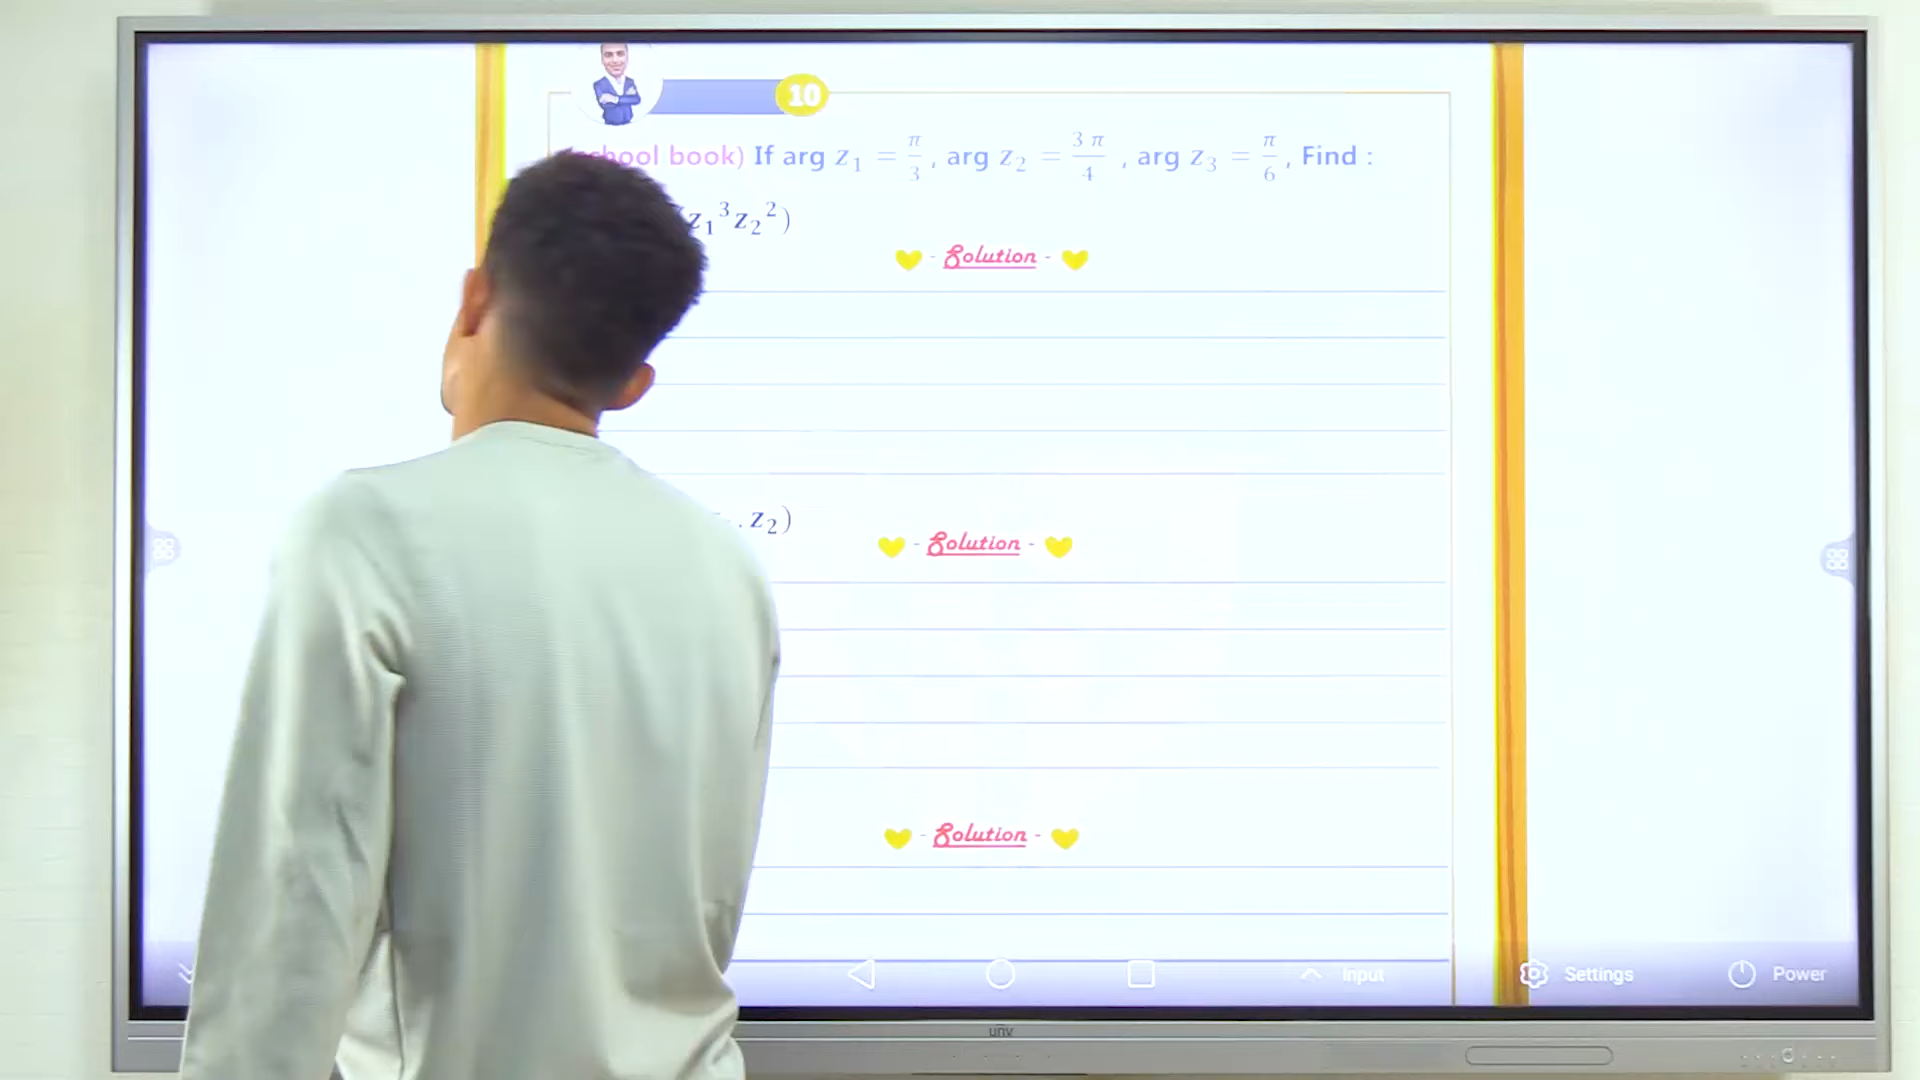 10
school book) If arg z₁ = π/3 , arg z₂ = 3π/4 , arg z₃ = π/6 , Find :
z₁³z₂²)
- Solution -
. z₂)
- Solution -
- Solution -
Input Settings Power
unv